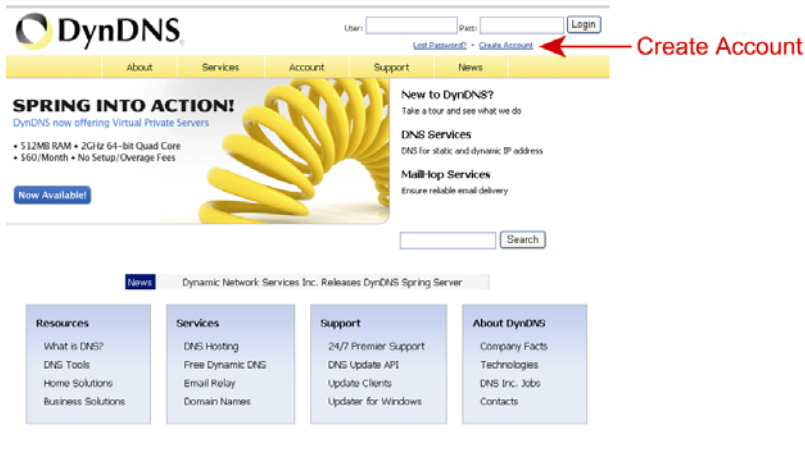 DynDNS
User: Pass: Login
Lost Password? - Create Account
Create Account
About Services Account Support News
SPRING INTO ACTION!
DynDNS now offering Virtual Private Servers
• 512MB RAM • 2GHz 64-bit Quad Core
• $60/Month • No Setup/Overage Fees
Now Available!
New to DynDNS?
Take a tour and see what we do
DNS Services
DNS for static and dynamic IP address
MailHop Services
Ensure reliable email delivery
Search
News Dynamic Network Services Inc. Releases DynDNS Spring Server
Resources
What is DNS?
DNS Tools
Home Solutions
Business Solutions
Services
DNS Hosting
Free Dynamic DNS
Email Relay
Domain Names
Support
24/7 Premier Support
DNS Update API
Update Clients
Updater for Windows
About DynDNS
Company Facts
Technologies
DNS Inc. Jobs
Contacts